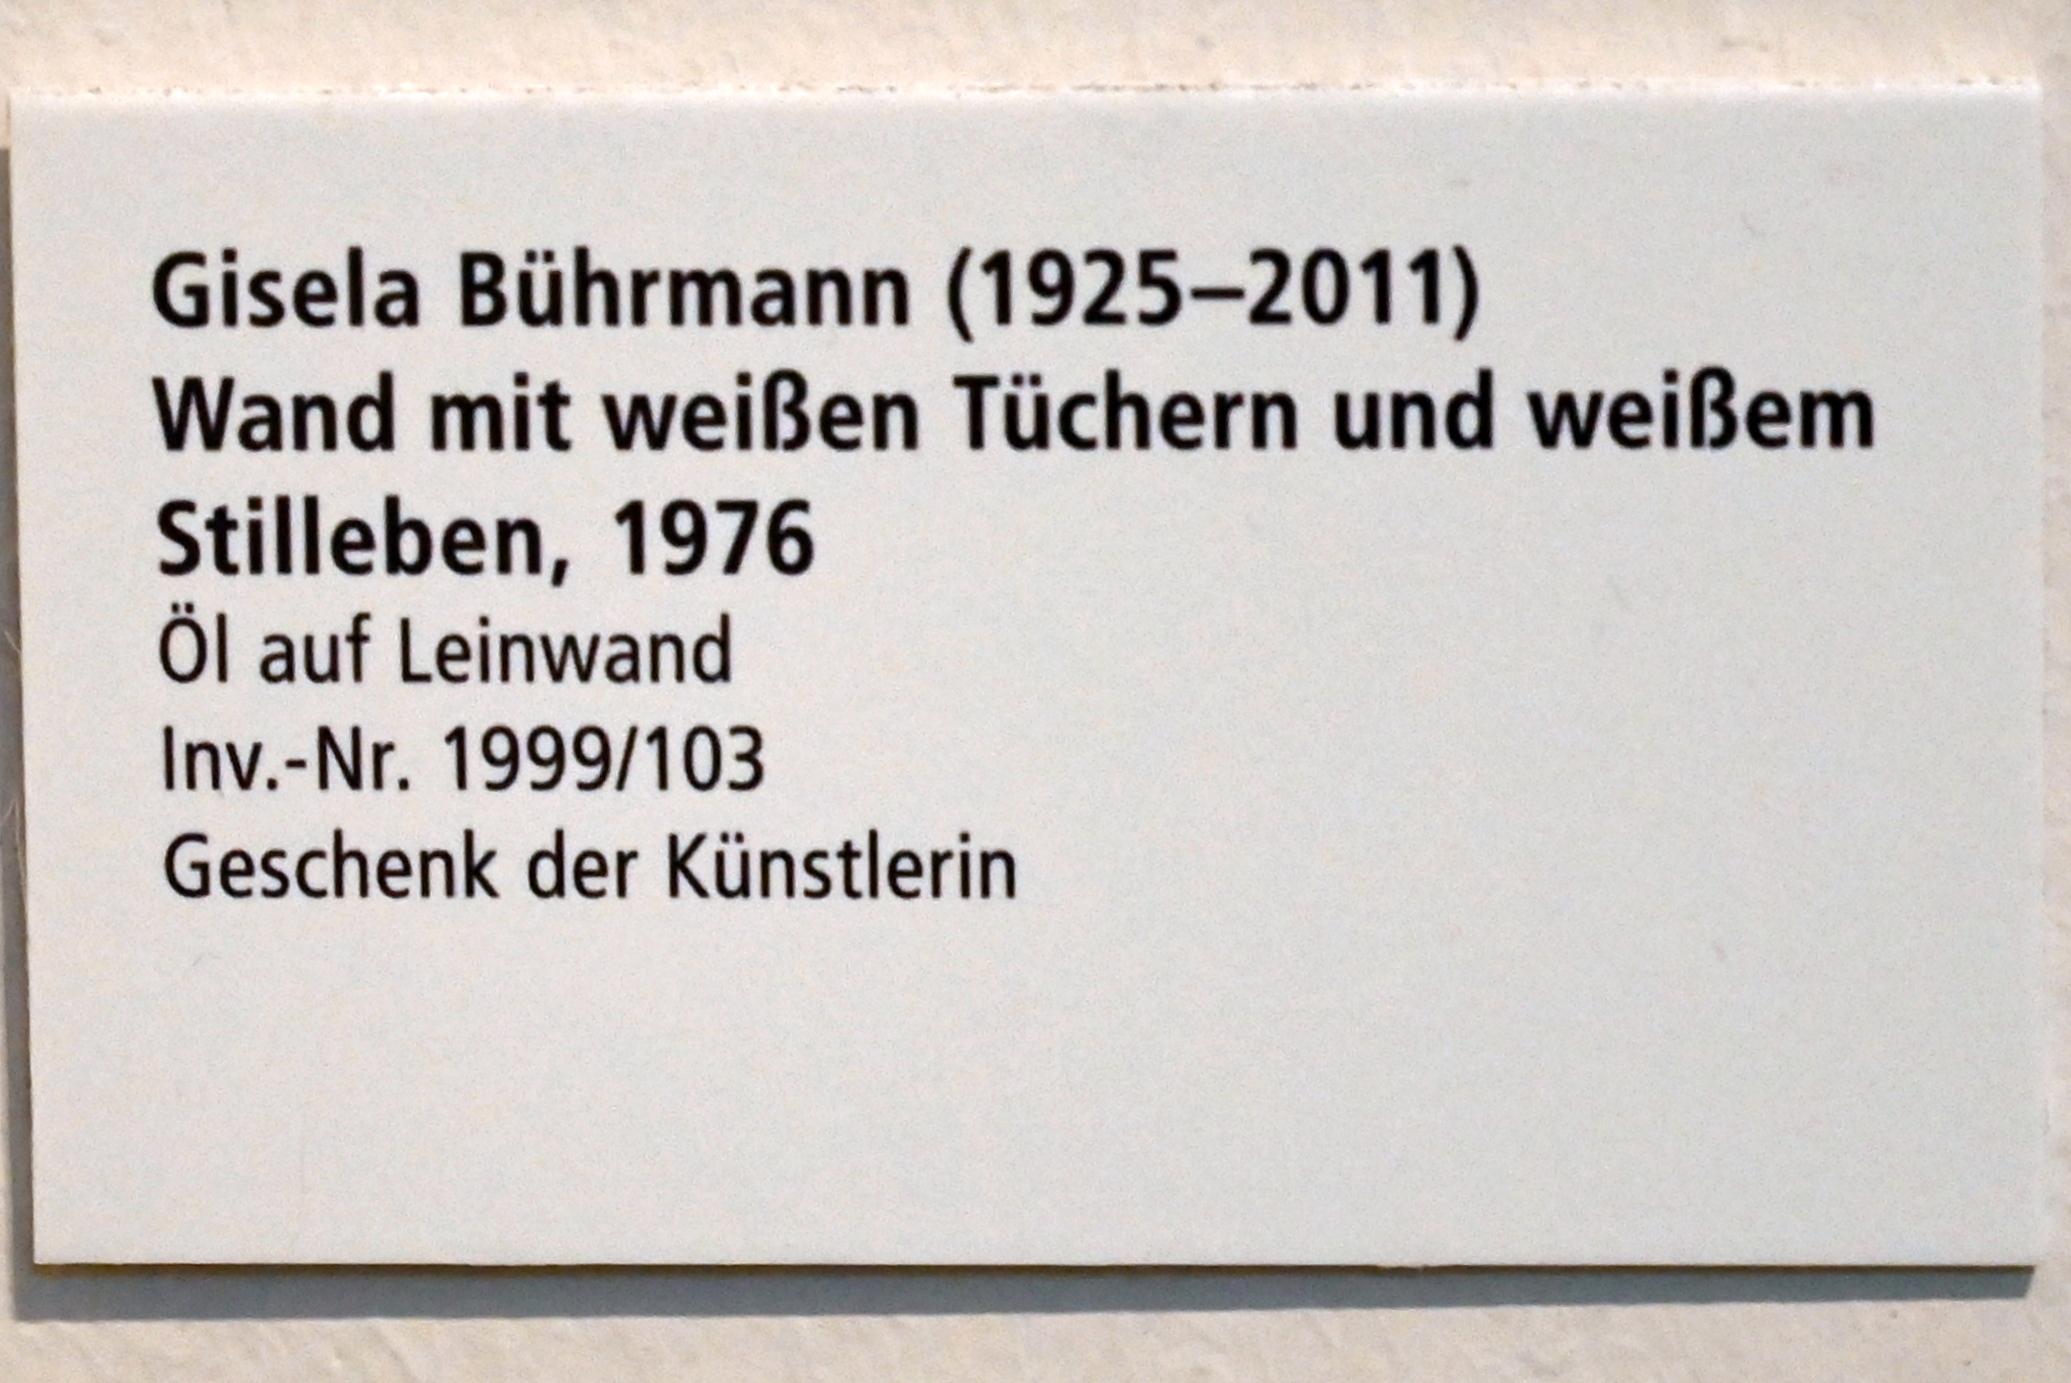 Gisela Bührmann (1925–2011)
Wand mit weißen Tüchern und weißem
Stilleben, 1976
Öl auf Leinwand
Inv.-Nr. 1999/103
Geschenk der Künstlerin